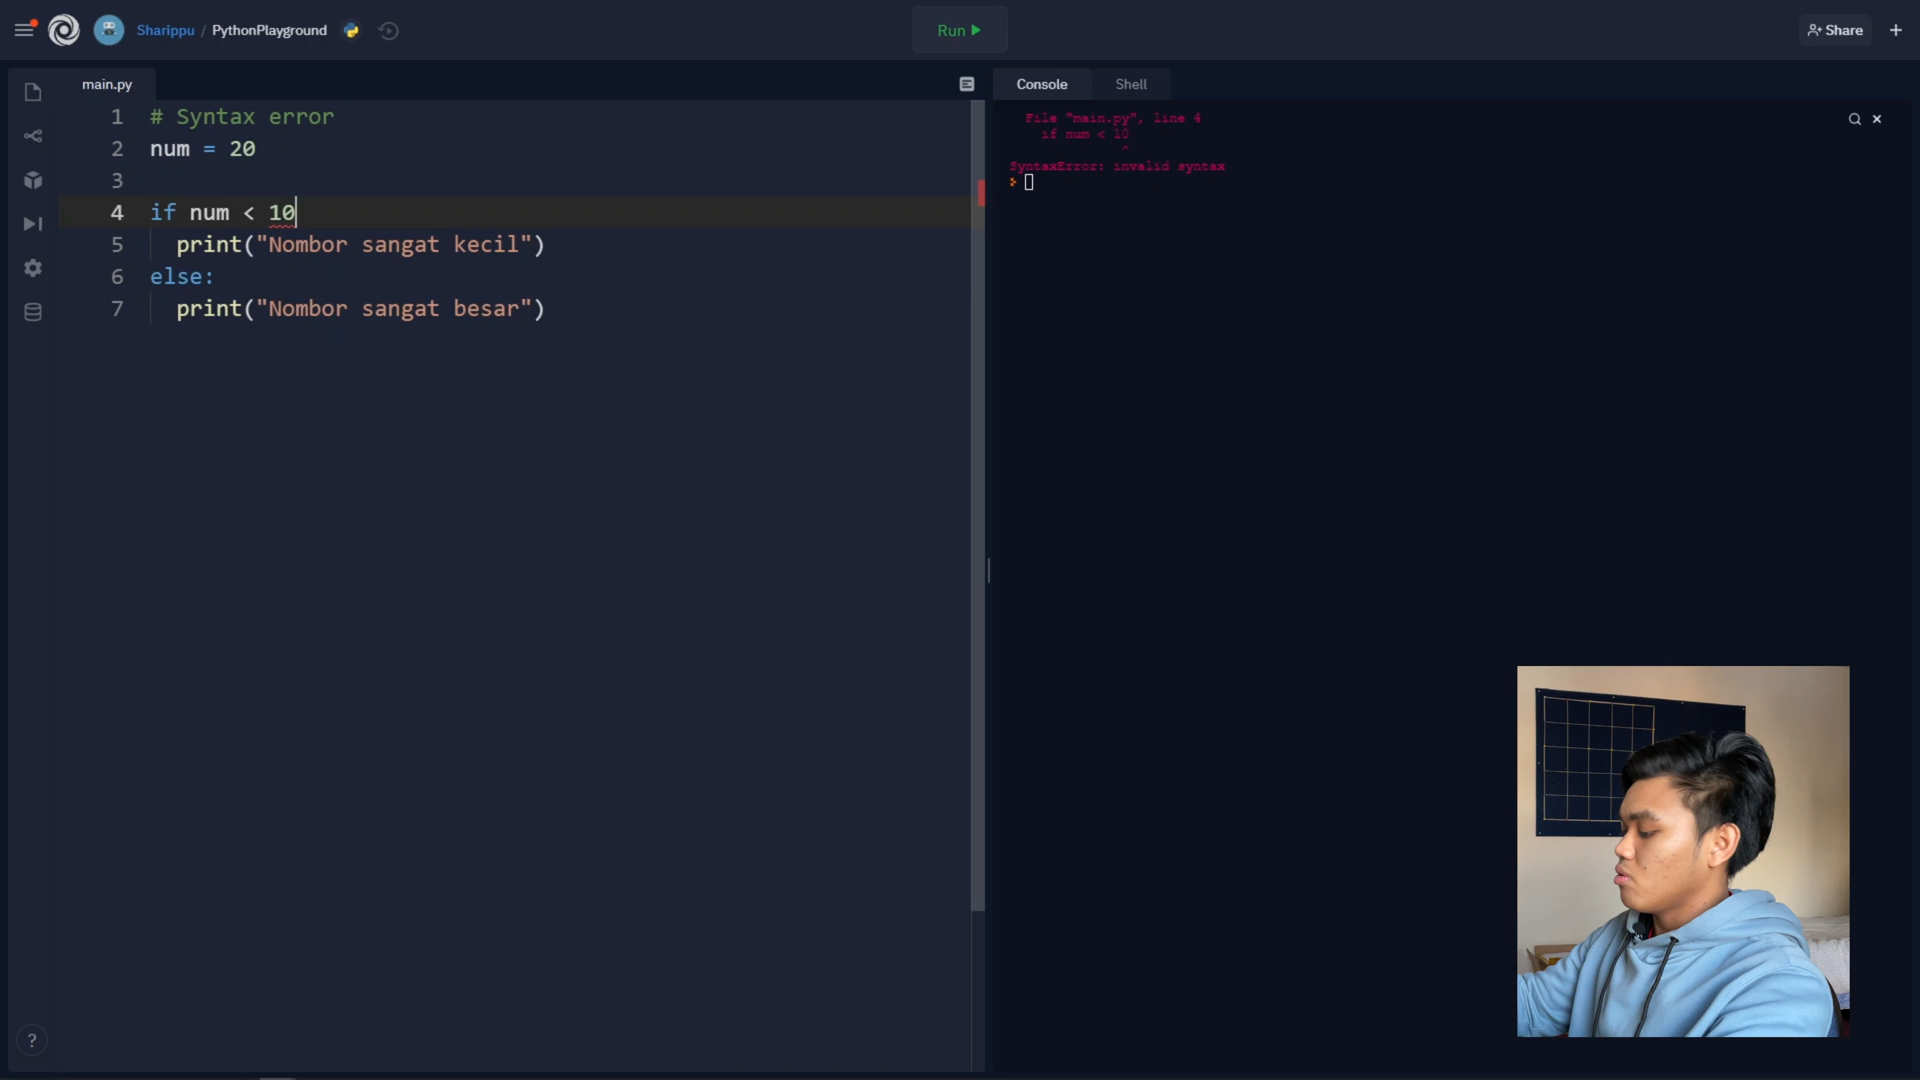 Sharippu / PythonPlayground
Run
Share
main.py
Console
Shell
1 # Syntax error
2 num = 20
3
4 if num < 10
5 print("Nombor sangat kecil")
6 else:
7 print("Nombor sangat besar")
File "main.py", line 4
if num < 10
^
SyntaxError: invalid syntax
>
?